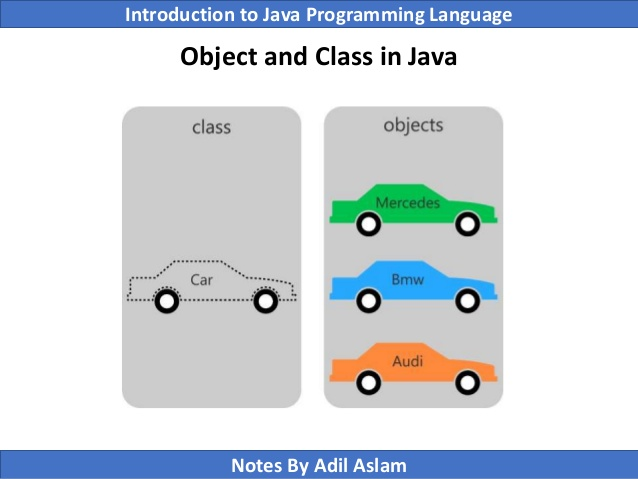 Introduction to Java Programming Language
Object and Class in Java
class
Car
objects
Mercedes
Bmw
Audi
Notes By Adil Aslam